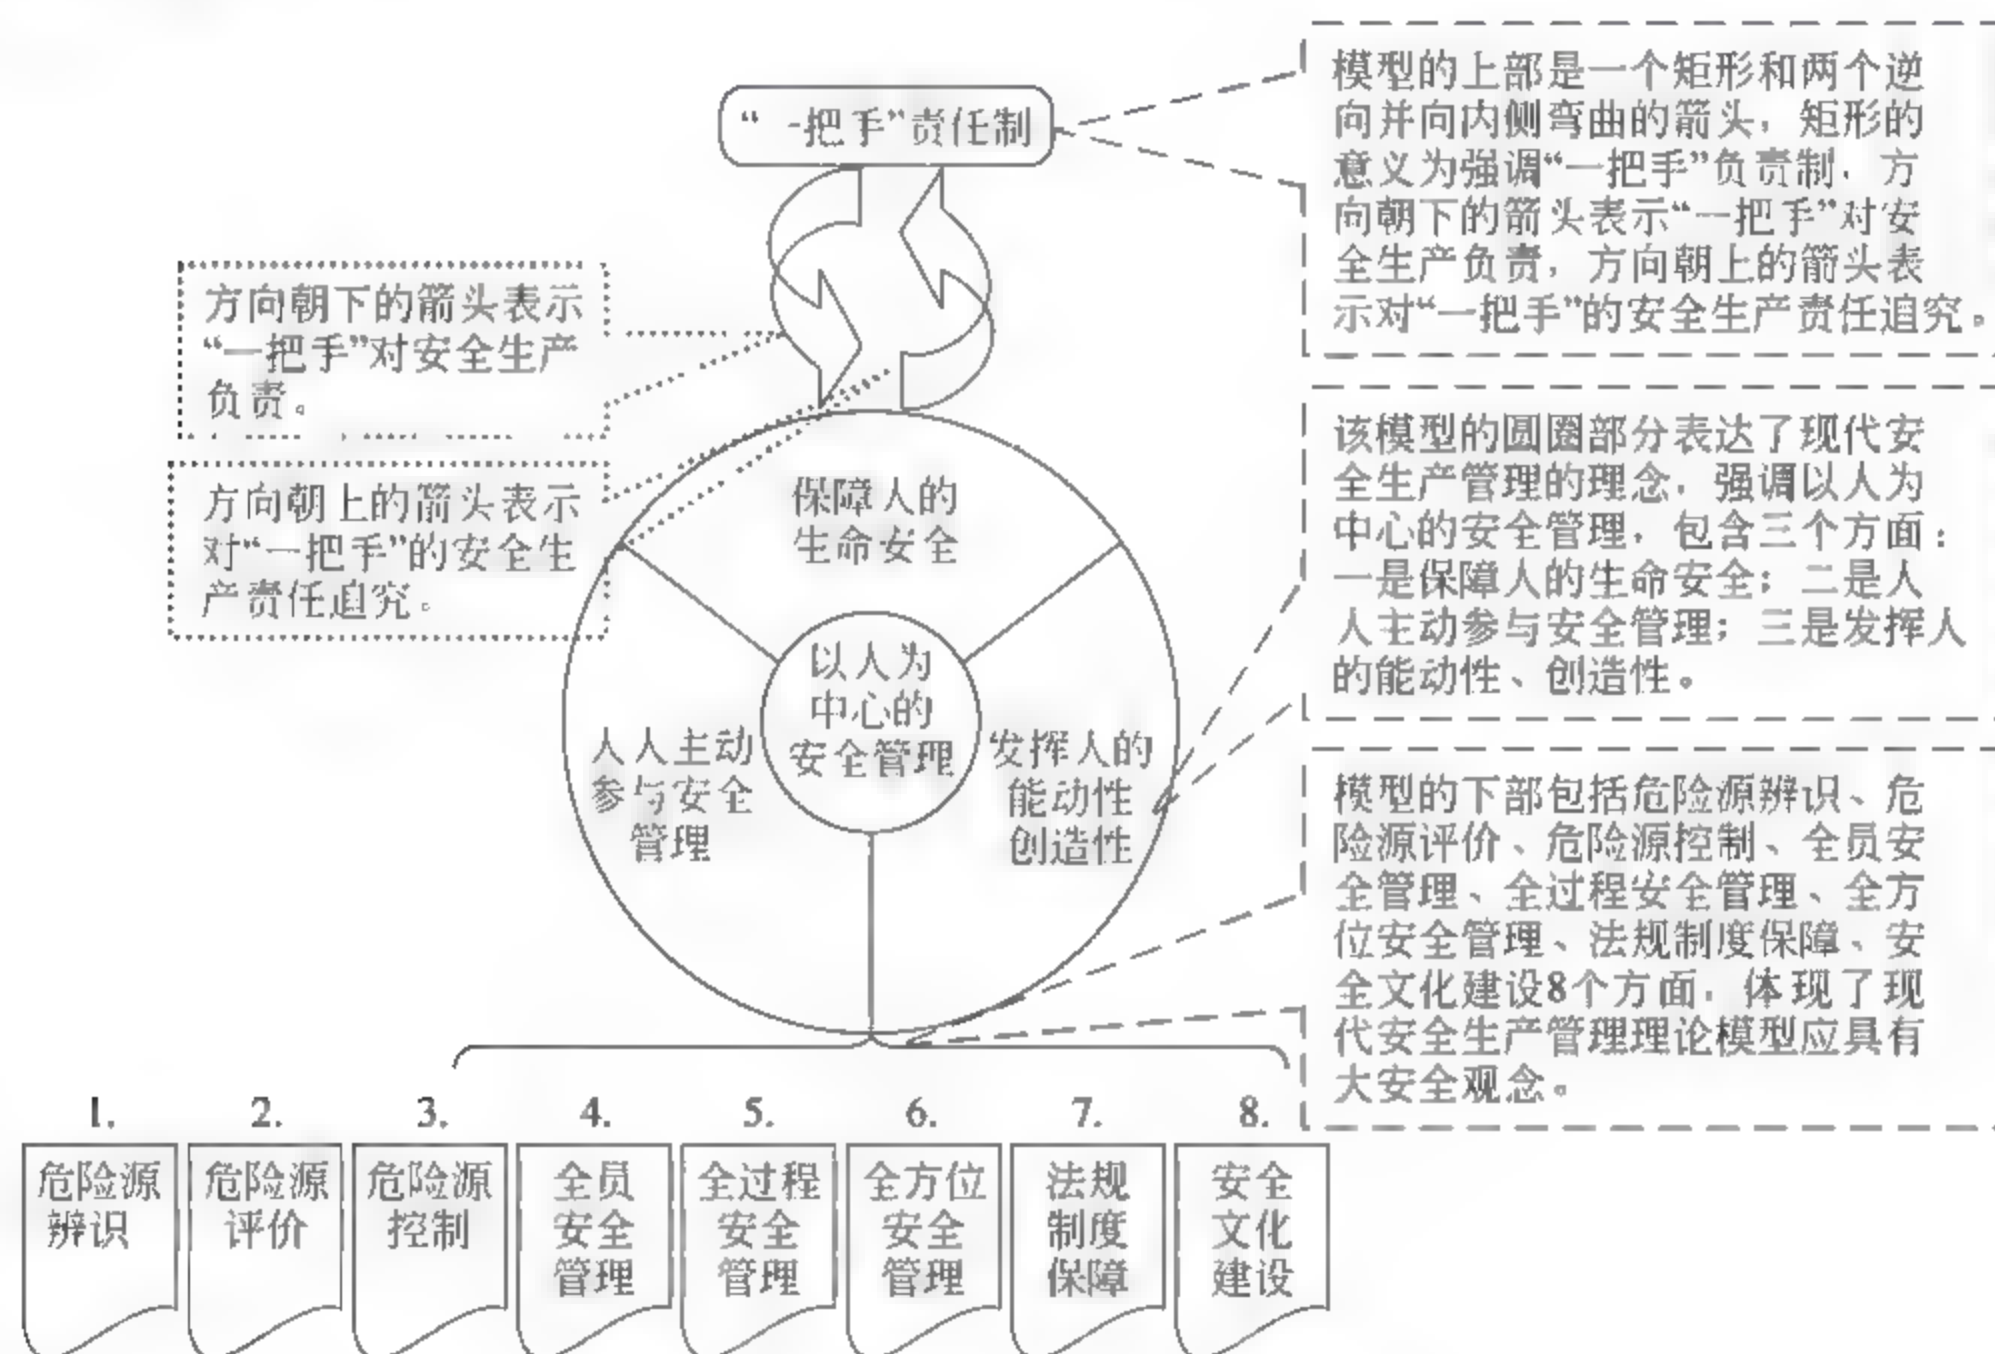 “一把手”责任制
模型的上部是一个矩形和两个逆
向并向内侧弯曲的箭头，矩形的
意义为强调“一把手”负责制，方
向朝下的箭头表示“一把手”对安
全生产负责，方向朝上的箭头表
示对“一把手”的安全生产责任追究。
方向朝下的箭头表示
“一把手”对安全生产
负责。
方向朝上的箭头表示
对“一把手”的安全生
产责任追究。
保障人的
生命安全
以人为
中心的
安全管理
人人主动
参与安全
管理
发挥人的
能动性
创造性
该模型的圆圈部分表达了现代安
全生产管理的理念，强调以人为
中心的安全管理，包含三个方面：
一是保障人的生命安全；二是人
人主动参与安全管理；三是发挥人
的能动性、创造性。
模型的下部包括危险源辨识、危
险源评价、危险源控制、全员安
全管理、全过程安全管理、全方
位安全管理、法规制度保障、安
全文化建设8个方面，体现了现
代安全生产管理理论模型应具有
大安全观念。
1.
危险源
辨识
2.
危险源
评价
3.
危险源
控制
4.
全员
安全
管理
5.
全过程
安全
管理
6.
全方位
安全
管理
7.
法规
制度
保障
8.
安全
文化
建设